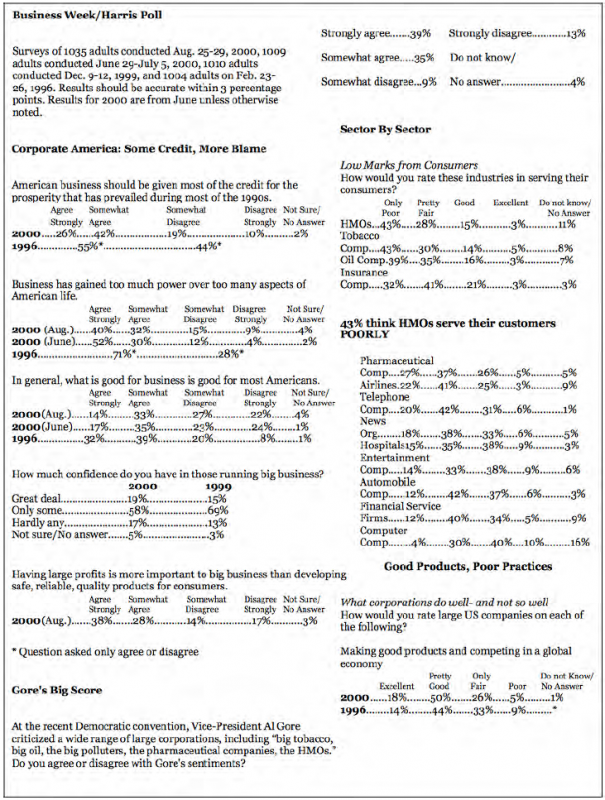 Business Week/Harris Poll
Surveys of 1035 adults conducted Aug. 25-29, 2000, 1009
adults conducted June 29-July 5, 2000, 1010 adults
conducted Dec. 9-12, 1999, and 1004 adults on Feb. 23-
26, 1996. Results should be accurate within 3 percentage
points. Results for 2000 are from June unless otherwise
noted.
Corporate America: Some Credit, More Blame
American business should be given most of the credit for the
prosperity that has prevailed during most of the 1990s.
Agree Somewhat Somewhat Disagree Not Sure/
Strongly Agree Disagree Strongly No Answer
2000.....26%....42%...................19%..............10%..........2%
1996..............55%*..........................44%*
Business has gained too much power over too many aspects of
American life.
Agree Somewhat Somewhat Disagree Not Sure/
Strongly Agree Disagree Strongly No Answer
2000 (Aug.)......40%...32%..............15%..........9%............4%
2000 (June).....52%....30%..............12%..........4%............2%
1996......................71%*....................28%*
In general, what is good for business is good for most Americans.
Agree Somewhat Somewhat Disagree Not Sure/
Strongly Agree Disagree Strongly No Answer
2000(Aug.)......14%......33%...............27%..........22%......4%
2000(June)......17%......35%...............23%..........24%......1%
1996................32%......39%...............20%............8%.......1%
How much confidence do you have in those running big business?
2000 1999
Great deal...................19%................15%
Only some...................58%................69%
Hardly any...................17%................13%
Not sure/No answer......5%..................3%
Having large profits is more important to big business than developing
safe, reliable, quality products for consumers.
Agree Somewhat Somewhat Disagree Not Sure/
Strongly Agree Disagree Strongly No Answer
2000(Aug.)......38%.....28%..............14%..............17%........3%
* Question asked only agree or disagree
Gore's Big Score
At the recent Democratic convention, Vice-President Al Gore
criticized a wide range of large corporations, including "big tobacco,
big oil, the big polluters, the pharmaceutical companies, the HMOs."
Do you agree or disagree with Gore's sentiments?
Strongly agree.......39% Strongly disagree............13%
Somewhat agree.....35% Do not know/
Somewhat disagree...9% No answer....................4%
Sector By Sector
Low Marks from Consumers
How would you rate these industries in serving their
consumers?
Only Pretty Good Excellent Do not know/
Poor Fair No Answer
HMOs...43%....28%.......15%.............3%...........11%
Tobacco
Comp....43%.....30%........14%.............5%............8%
Oil Comp.39%....35%........16%.............3%............7%
Insurance
Comp.....32%.......41%.......21%............3%............3%
43% think HMOs serve their customers
POORLY
Pharmaceutical
Comp....27%......37%.......26%.....5%..........5%
Airlines.22%......41%.......25%......3%..........9%
Telephone
Comp....20%......42%.......31%....6%...........1%
News
Org.......18%.......38%......33%....6%...........5%
Hospitals15%......35%.......38%....9%...........3%
Entertainment
Comp....14%......33%.......38%.....9%...........6%
Automobile
Comp.....12%.......42%......37%.....6%...........3%
Financial Service
Firms.....12%......40%.......34%.....5%...........9%
Computer
Comp......4%.......30%.......40%....10%..........16%
Good Products, Poor Practices
What corporations do well- and not so well
How would you rate large US companies on each of
the following?
Making good products and competing in a global
economy
Pretty Only Do not Know/
Excellent Good Fair Poor No Answer
2000......18%.......50%......26%.....5%.........1%
1996.......14%.......44%......33%.....9%.........*